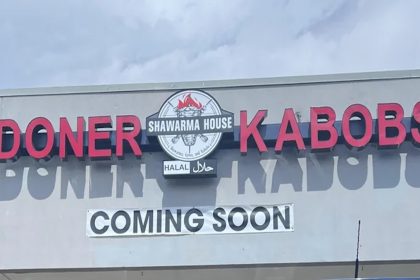 DONER
SHAWARMA HOUSE
KABOBS
HALAL حلال
COMING SOON